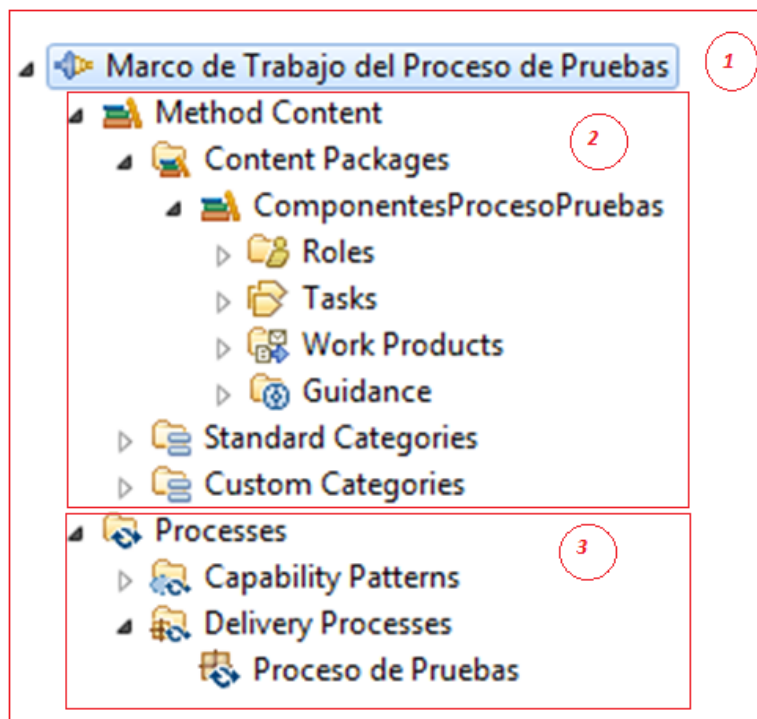 Marco de Trabajo del Proceso de Pruebas
1
Method Content
2
Content Packages
ComponentesProcesoPruebas
Roles
Tasks
Work Products
Guidance
Standard Categories
Custom Categories
Processes
3
Capability Patterns
Delivery Processes
Proceso de Pruebas